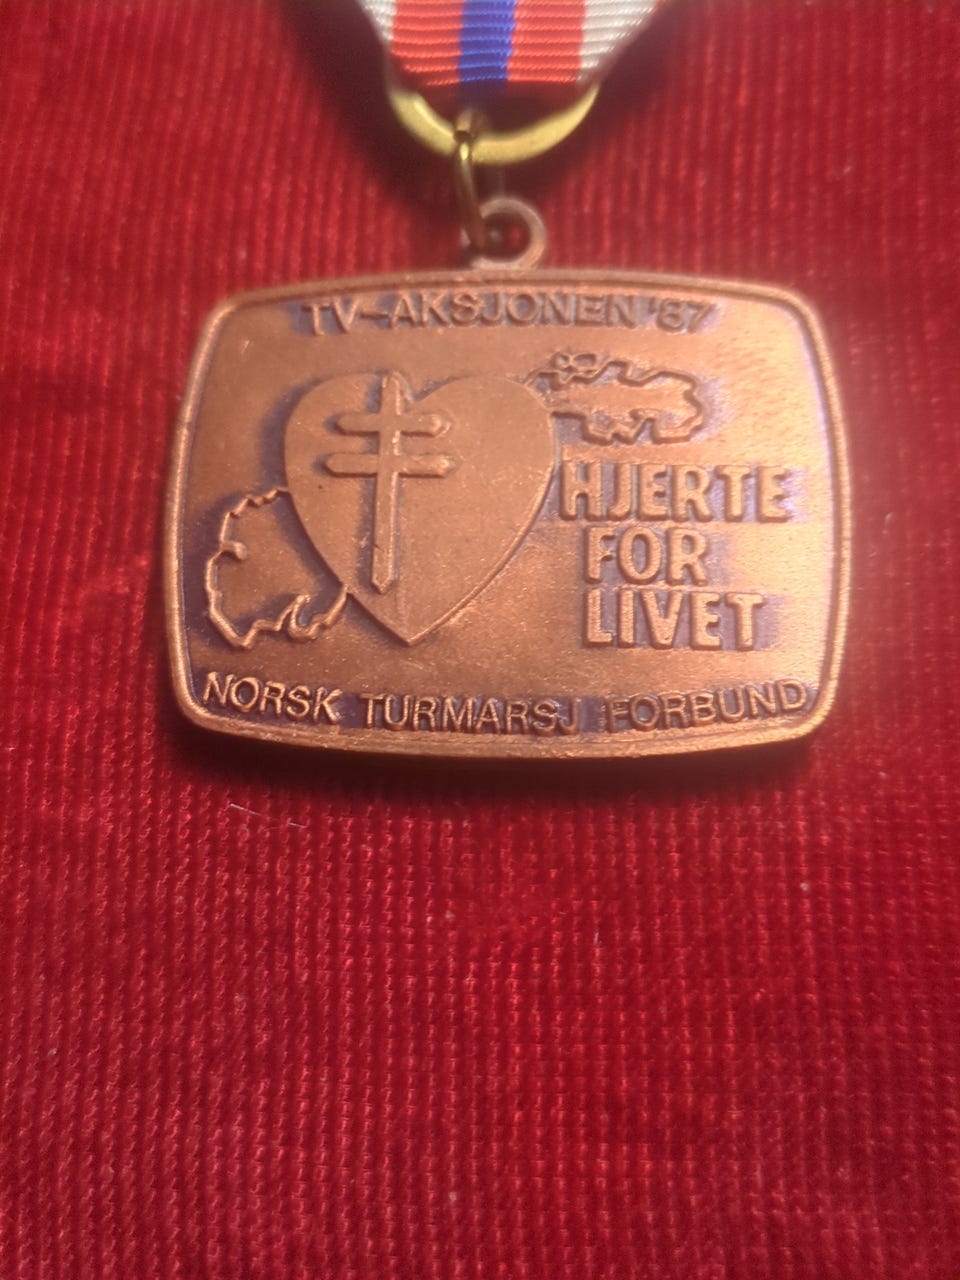 TV-AKSJONEN '87
HJERTE
FOR
LIVET
NORSK TURMARSJ FORBUND